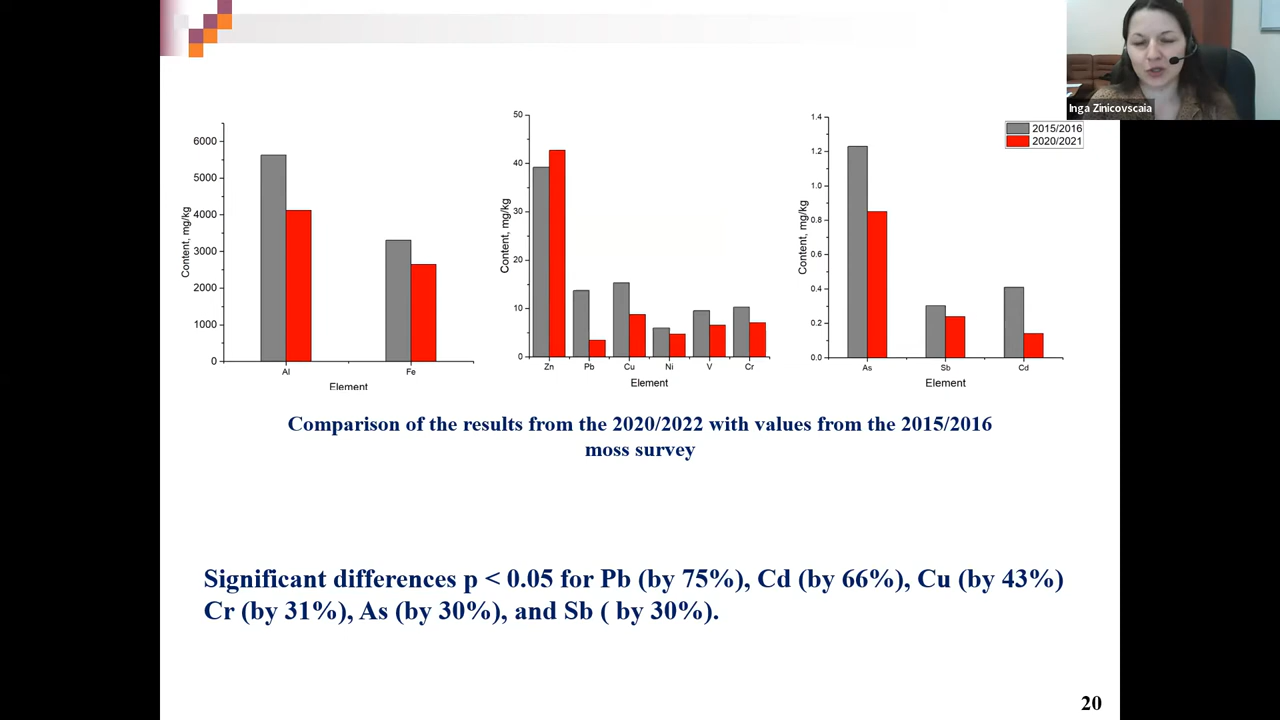 Inga Zinicovscaia
6000
5000
4000
3000
2000
1000
0
Content, mg/kg
Al
Fe
Element
50
40
30
20
10
0
Content, mg/kg
Zn
Pb
Cu
Ni
V
Cr
Element
1.4
1.2
1.0
0.8
0.6
0.4
0.2
0.0
Content, mg/kg
As
Sb
Cd
Element
2015/2016
2020/2021
Comparison of the results from the 2020/2022 with values from the 2015/2016
moss survey
Significant differences p < 0.05 for Pb (by 75%), Cd (by 66%), Cu (by 43%)
Cr (by 31%), As (by 30%), and Sb ( by 30%).
20